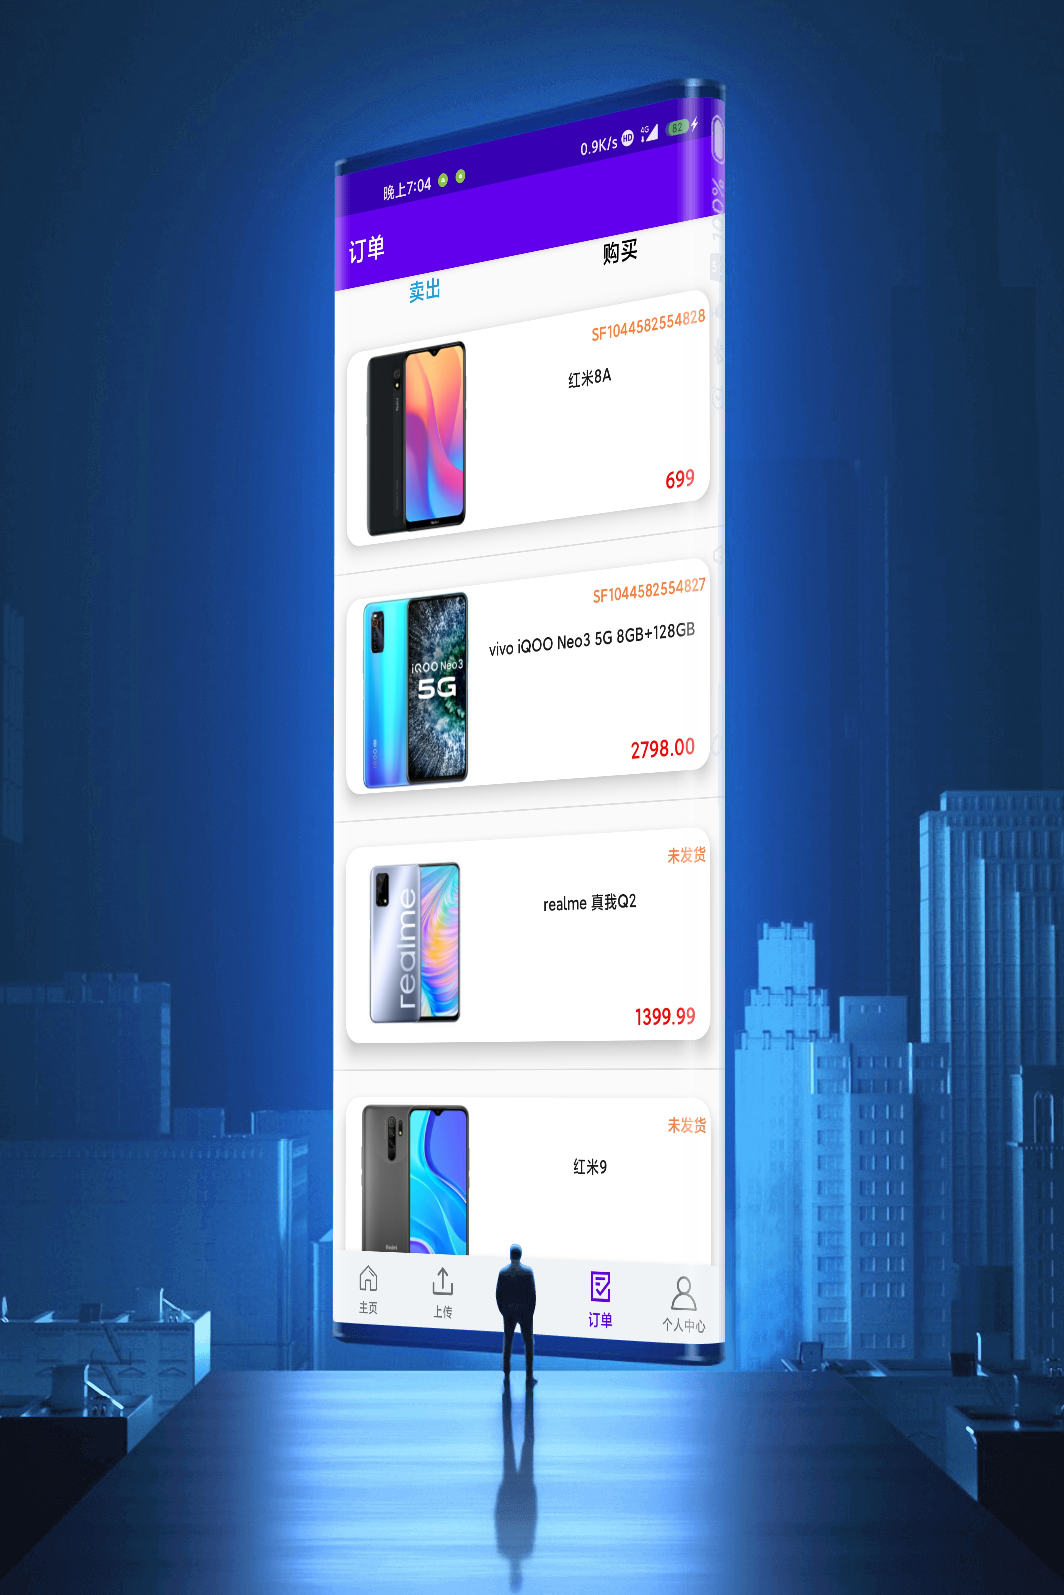 晚上7:04
0.9K/s HD 4G 82
订单
卖出
购买
SF1044582554828
红米8A
699
SF1044582554827
vivo iQOO Neo3 5G 8GB+128GB
iQOO Neo3
5G
2798.00
未发货
realme 真我Q2
realme
1399.99
未发货
红米9
Redmi
主页
上传
订单
个人中心
100%